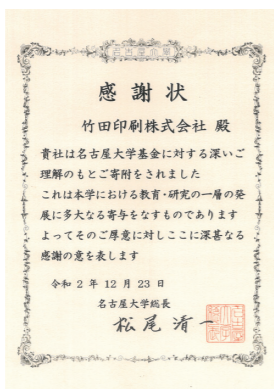 感謝状
竹田印刷株式会社 殿
貴社は名古屋大学基金に対する深いご
理解のもとご寄附をされました
これは本学における教育・研究の一層の発
展に多大なる寄与をなすものであります
よってそのご厚意に対しここに深甚なる
感謝の意を表します
令和 2 年 12 月 23 日
名古屋大学総長
松尾清一